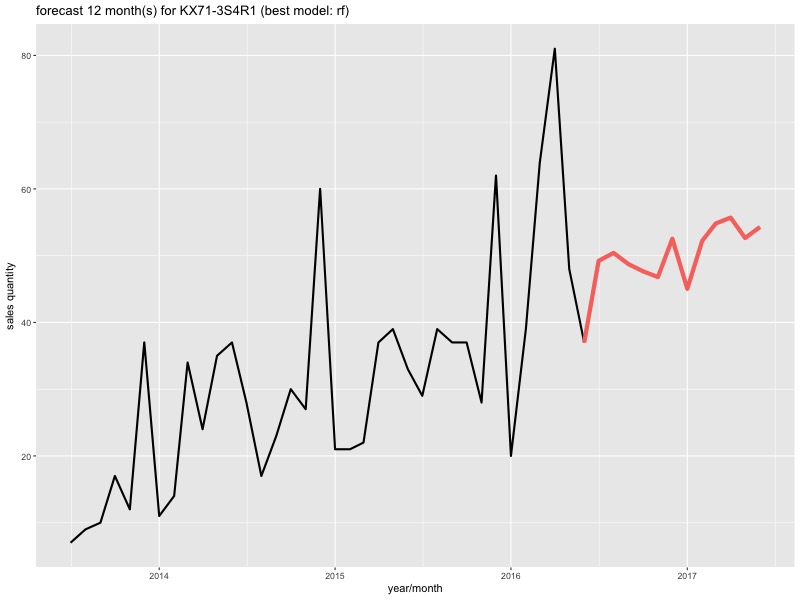 forecast 12 month(s) for KX71-3S4R1 (best model: rf)
80
60
40
20
sales quantity
2014 2015 2016 2017
year/month